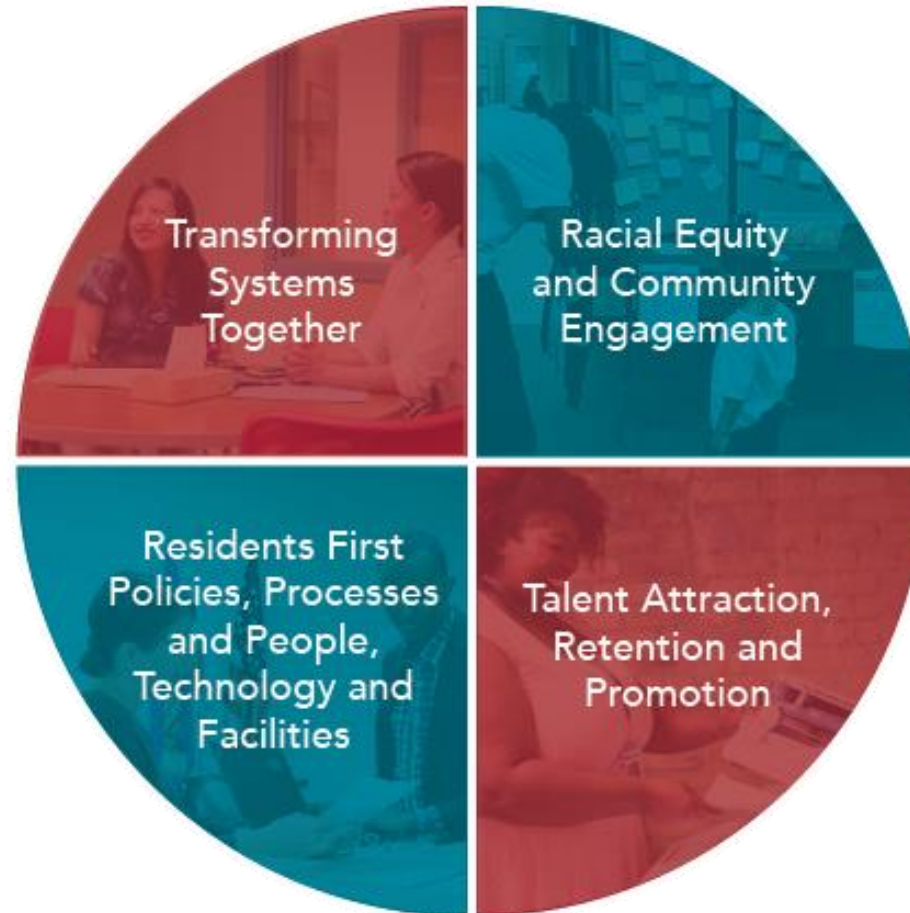 Transforming
Systems
Together
Racial Equity
and Community
Engagement
Residents First
Policies, Processes
and People,
Technology and
Facilities
Talent Attraction,
Retention and
Promotion